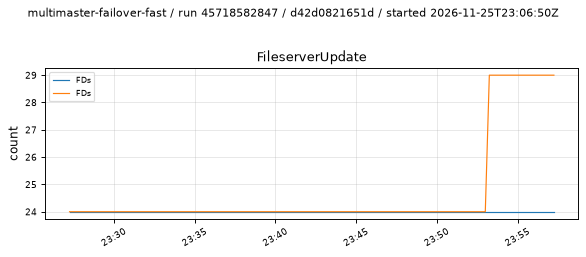 multimaster-failover-fast / run 45718582847 / d42d0821651d / started 2026-11-25T23:06:50Z
FileserverUpdate
FDs
FDs
count
29
28
27
26
25
24
23:30
23:35
23:40
23:45
23:50
23:55